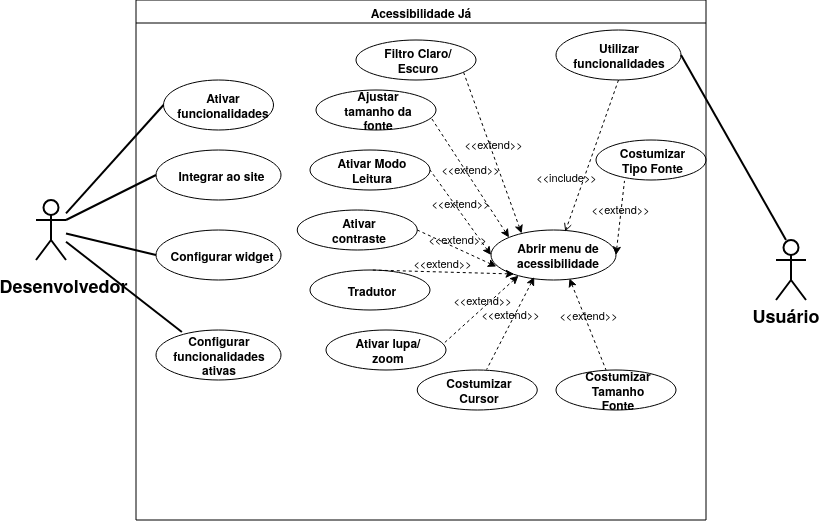 Acessibilidade Já
Filtro Claro/
Escuro
Utilizar
funcionalidades
Ativar
funcionalidades
Ajustar
tamanho da
fonte
<<extend>>
Ativar Modo
Leitura
<<extend>>
Costumizar
Tipo Fonte
Integrar ao site
<<include>>
<<extend>>
<<extend>>
Ativar
contraste
<<extend>>
Configurar widget
Abrir menu de
acessibilidade
<<extend>>
Desenvolvedor
Tradutor
<<extend>>
<<extend>>
<<extend>>
Usuário
Configurar
funcionalidades
ativas
Ativar lupa/
zoom
Costumizar
Cursor
Costumizar
Tamanho
Fonte